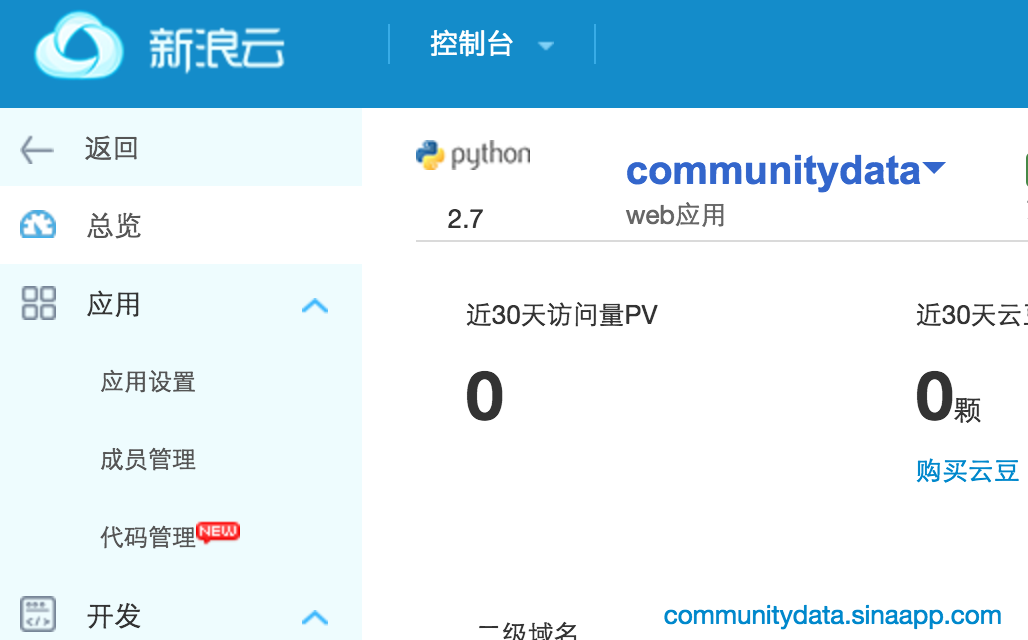 新浪云
控制台
返回
总览
应用
应用设置
成员管理
代码管理 NEW
开发
python
2.7
communitydata
web应用
近30天访问量PV
0
近30天云豆
0颗
购买云豆
二级域名
communitydata.sinaapp.com